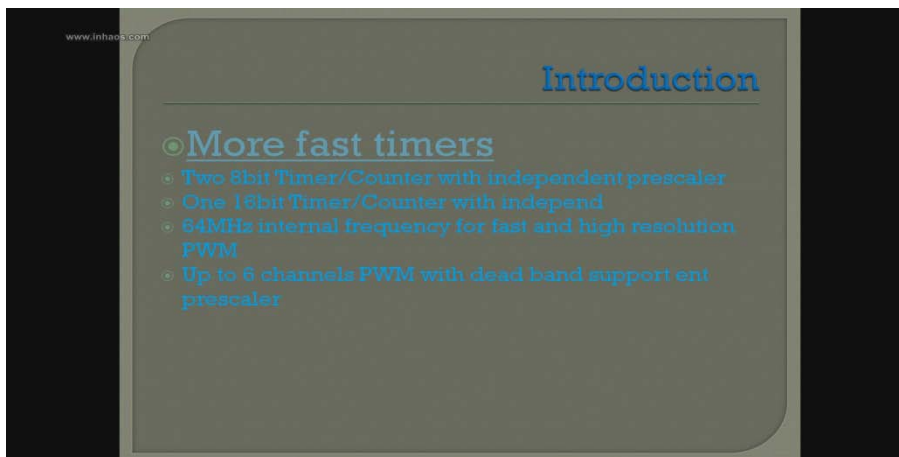 www.inhaos.com
Introduction
More fast timers
Two 8bit Timer/Counter with independent prescaler
One 16bit Timer/Counter with independ
64MHz internal frequency for fast and high resolution
PWM
Up to 6 channels PWM with dead band support ent
prescaler